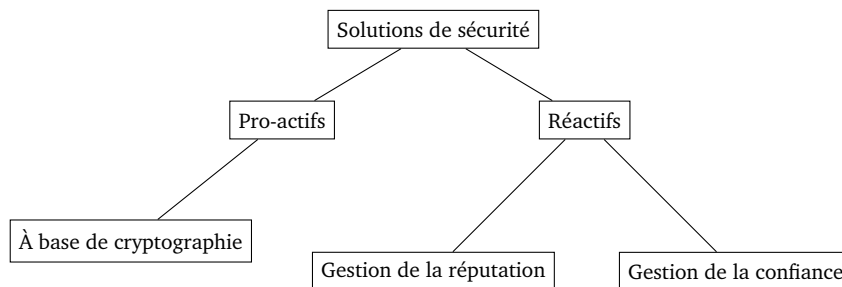 Solutions de sécurité
Pro-actifs
Réactifs
À base de cryptographie
Gestion de la réputation
Gestion de la confiance